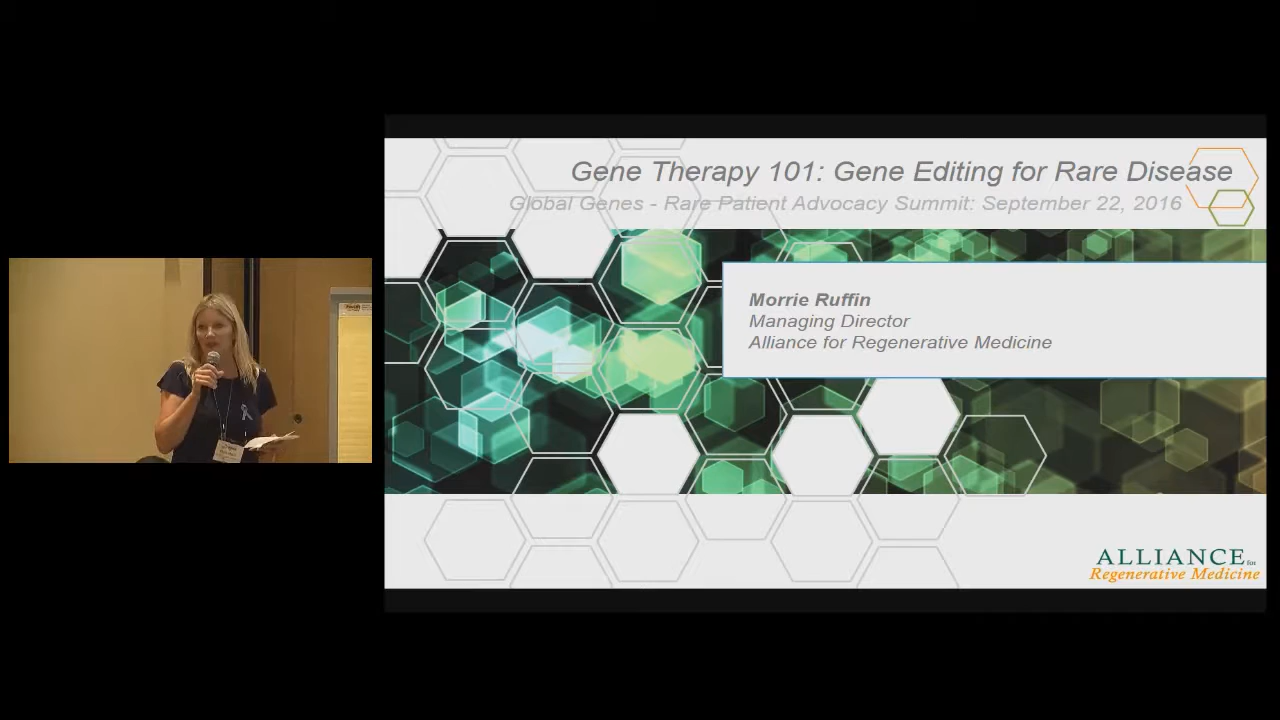 Gene Therapy 101: Gene Editing for Rare Disease
Global Genes - Rare Patient Advocacy Summit: September 22, 2016
Morrie Ruffin
Managing Director
Alliance for Regenerative Medicine
ALLIANCE for
Regenerative Medicine